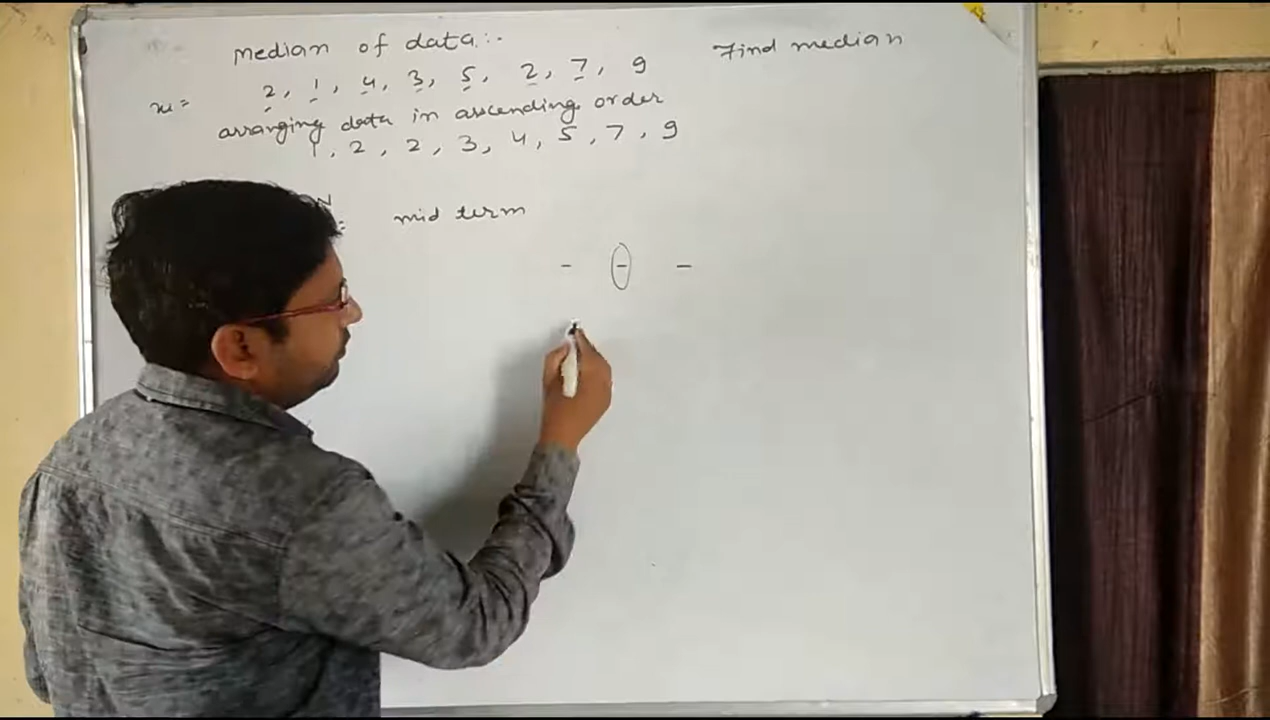 Median of data :-
Find median
x = 2, 1, 4, 3, 5, 2, 7, 9
arranging data in ascending order
1, 2, 2, 3, 4, 5, 7, 9
mid term
- - -